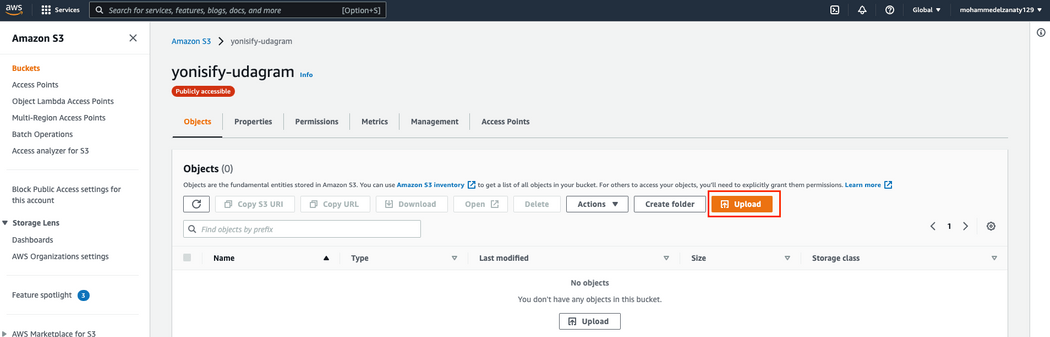 aws Services Search for services, features, blogs, docs, and more [Option+S] Global ▼ mohammedelzanaty129 ▼
Amazon S3
Buckets
Access Points
Object Lambda Access Points
Multi-Region Access Points
Batch Operations
Access analyzer for S3
Block Public Access settings for
this account
Storage Lens
Dashboards
AWS Organizations settings
Feature spotlight 3
AWS Marketplace for S3
Amazon S3 > yonisify-udagram
yonisify-udagram Info
Publicly accessible
Objects Properties Permissions Metrics Management Access Points
Objects (0)
Objects are the fundamental entities stored in Amazon S3. You can use Amazon S3 inventory to get a list of all objects in your bucket. For others to access your objects, you'll need to explicitly grant them permissions. Learn more
Copy S3 URI Copy URL Download Open Delete Actions ▼ Create folder Upload
Find objects by prefix < 1 >
Name ▲ Type Last modified Size Storage class
No objects
You don't have any objects in this bucket.
Upload